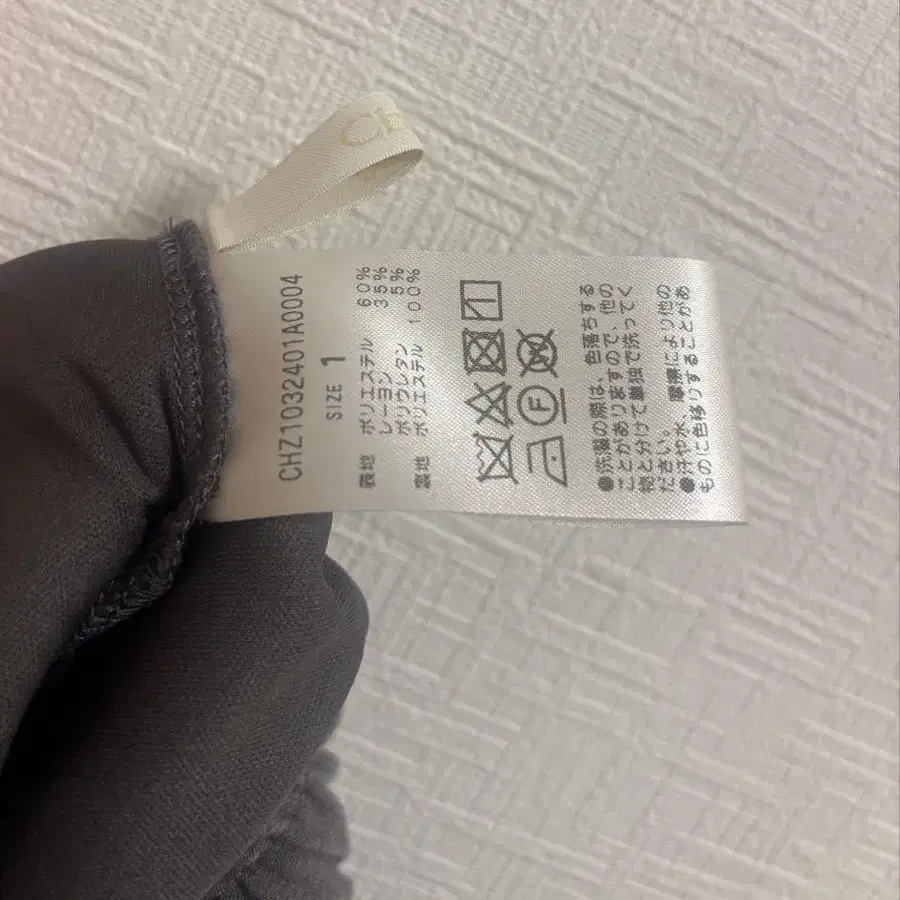 CHZ1032401A0004
SIZE 1
表地 ポリエステル 60%
レーヨン 35%
ポリウレタン 5%
裏地 ポリエステル 100%
F
●洗濯の際は、色落ちする
ことがありますので、他の
物と分けて単独で洗ってく
ださい。
●汗や水、摩擦により他の
ものに色移りすることがあ